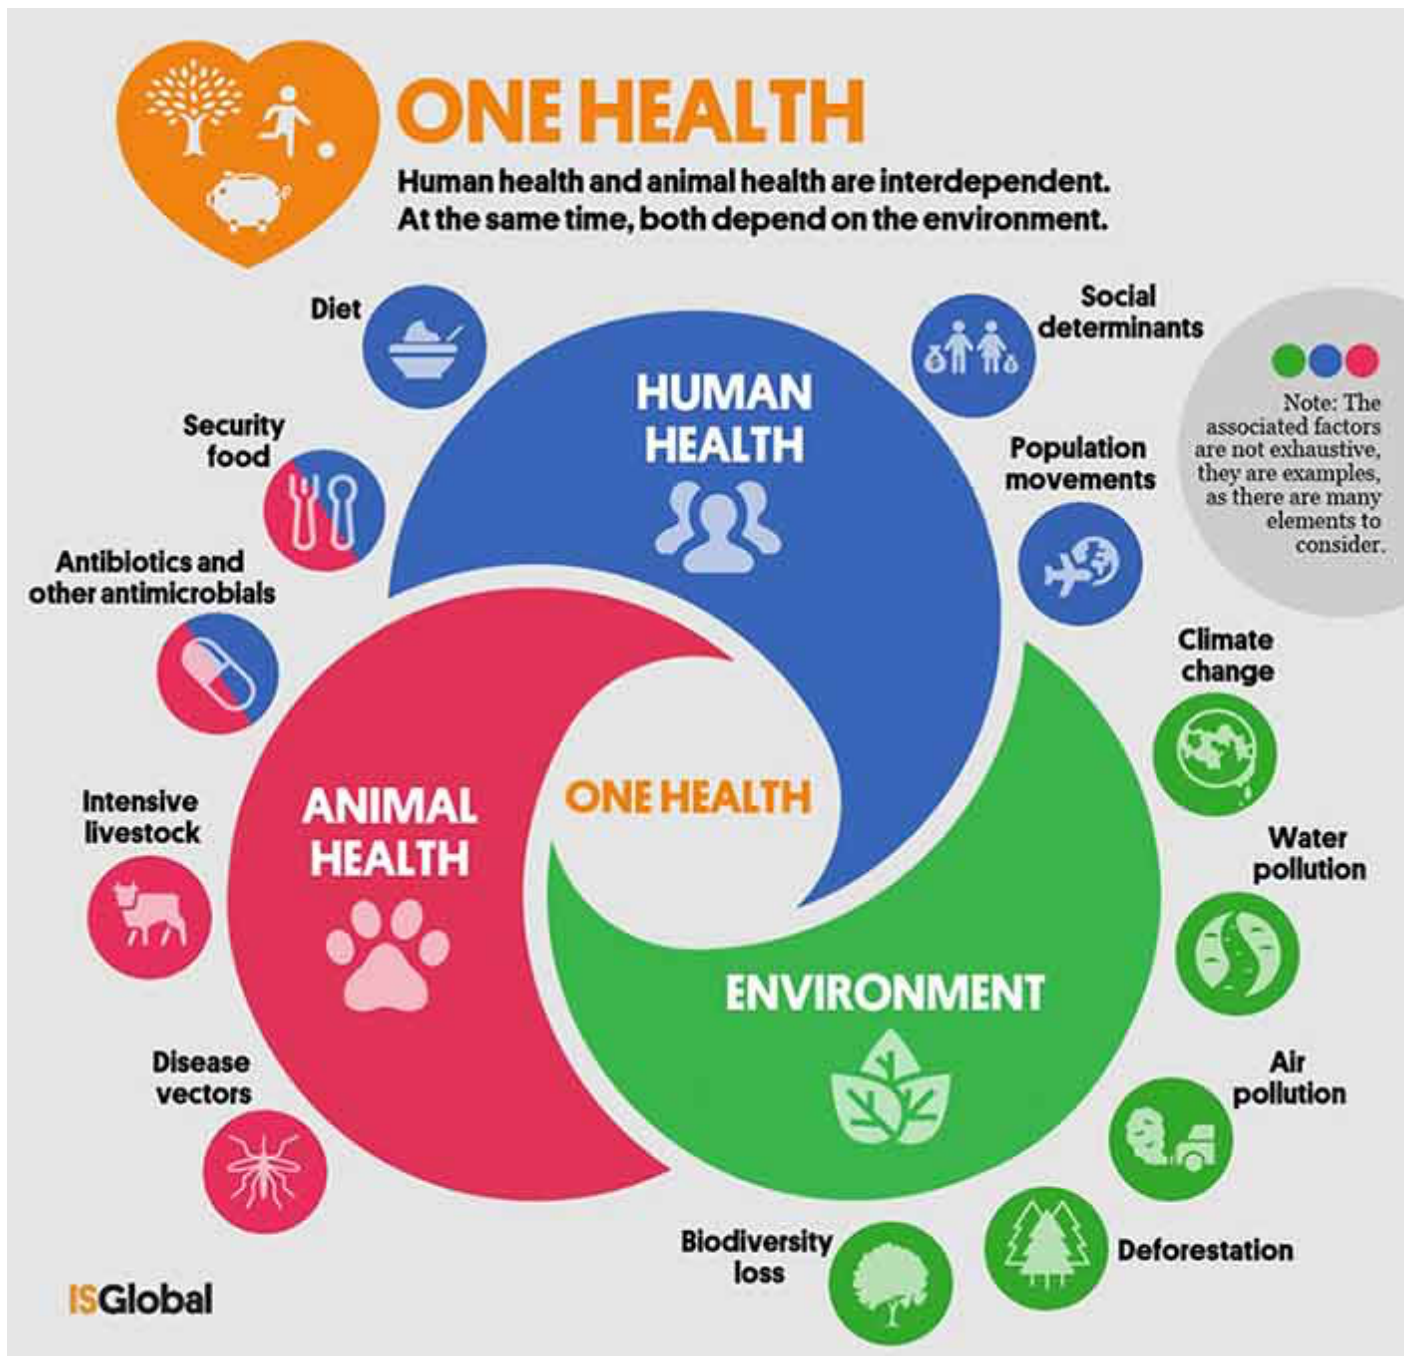 ONE HEALTH
Human health and animal health are interdependent.
At the same time, both depend on the environment.
Diet
Social
determinants
HUMAN
HEALTH
Note: The
associated factors
are not exhaustive,
they are examples,
as there are many
elements to
consider.
Security
food
Population
movements
Antibiotics and
other antimicrobials
Climate
change
ONE HEALTH
Intensive
livestock
ANIMAL
HEALTH
Water
pollution
ENVIRONMENT
Disease
vectors
Air
pollution
Biodiversity
loss
Deforestation
ISGlobal